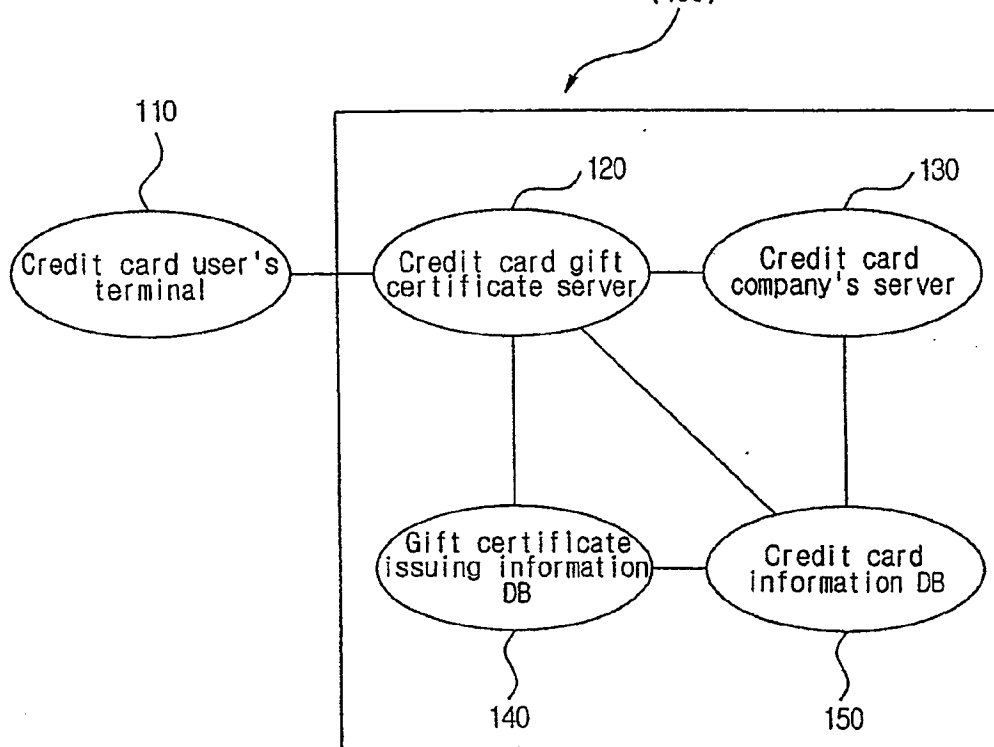 110
120
130
Credit card user's
terminal
Credit card gift
certificate server
Credit card
company's server
Gift certificate
issuing information
DB
Credit card
information DB
140
150